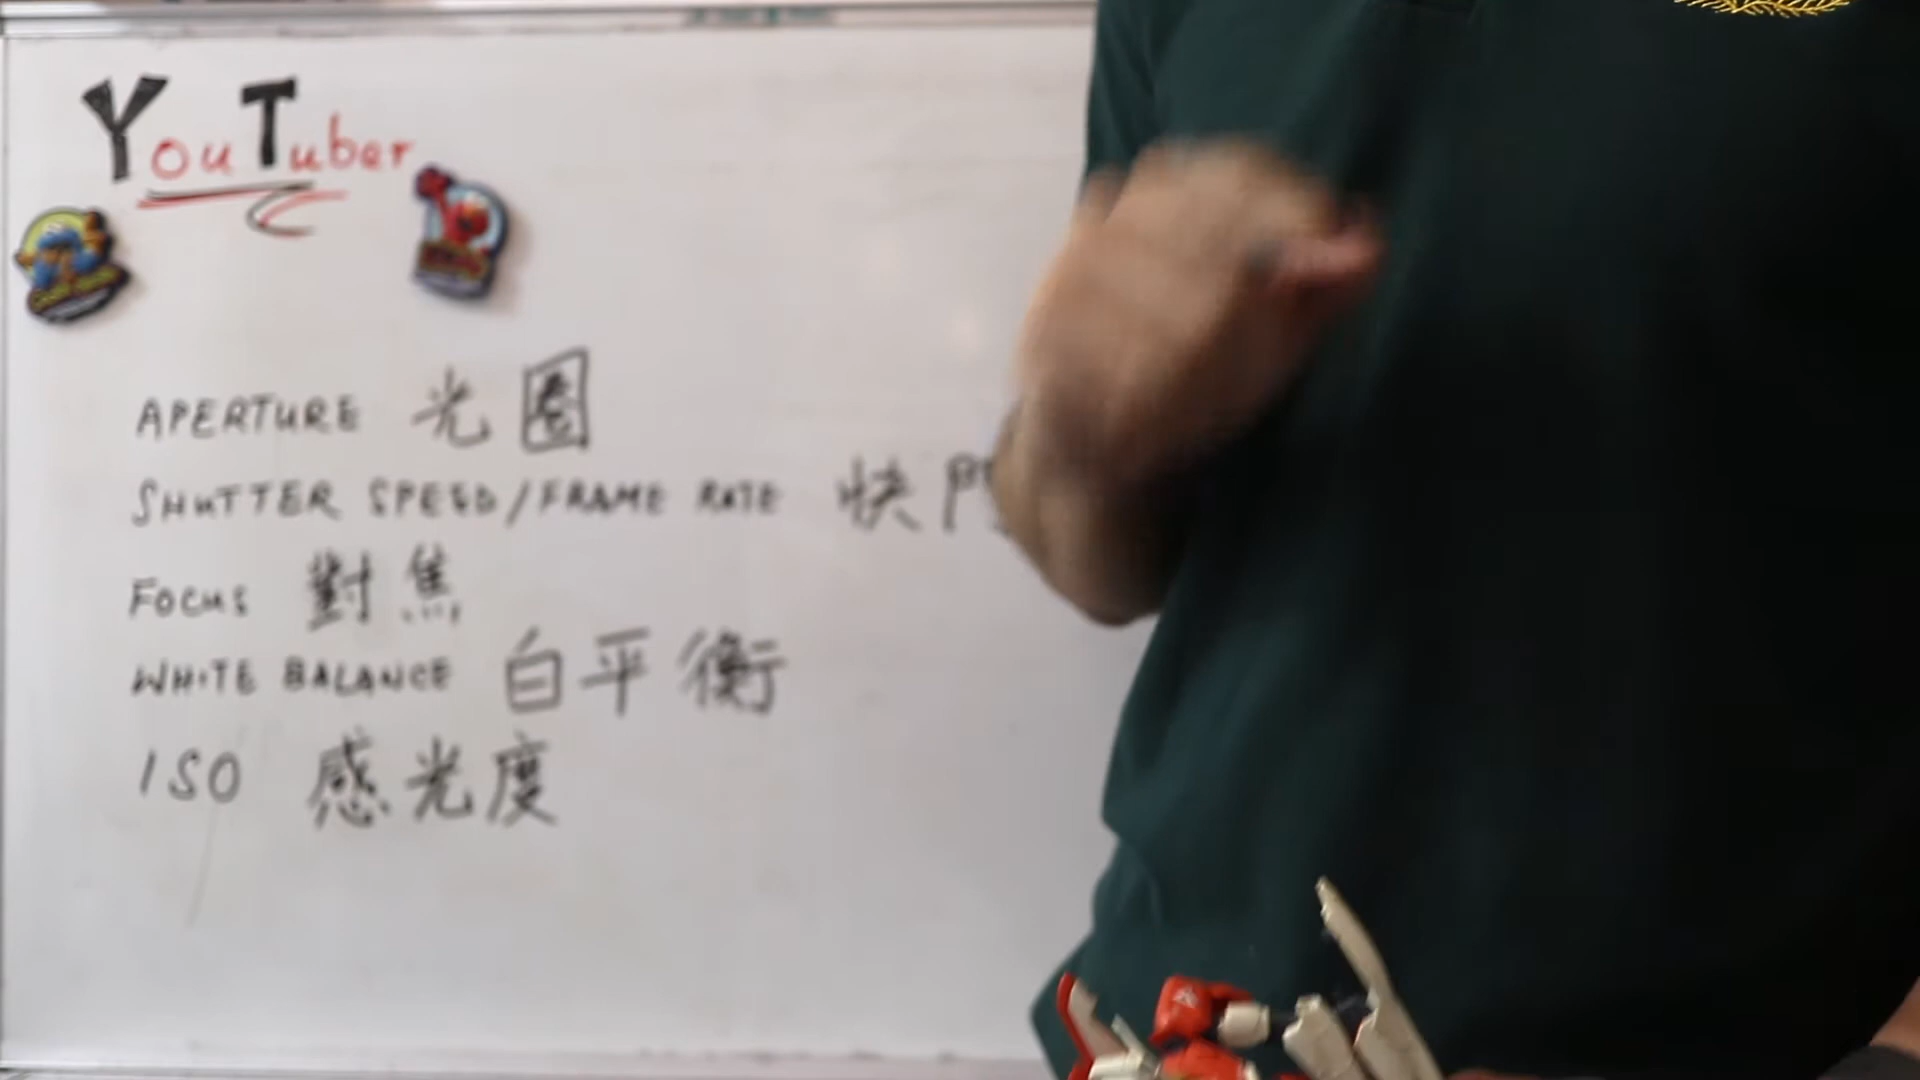 YouTuber
APERTURE 光圈
SHUTTER SPEED/FRAME RATE 快門
FOCUS 對焦
WHITE BALANCE 白平衡
ISO 感光度